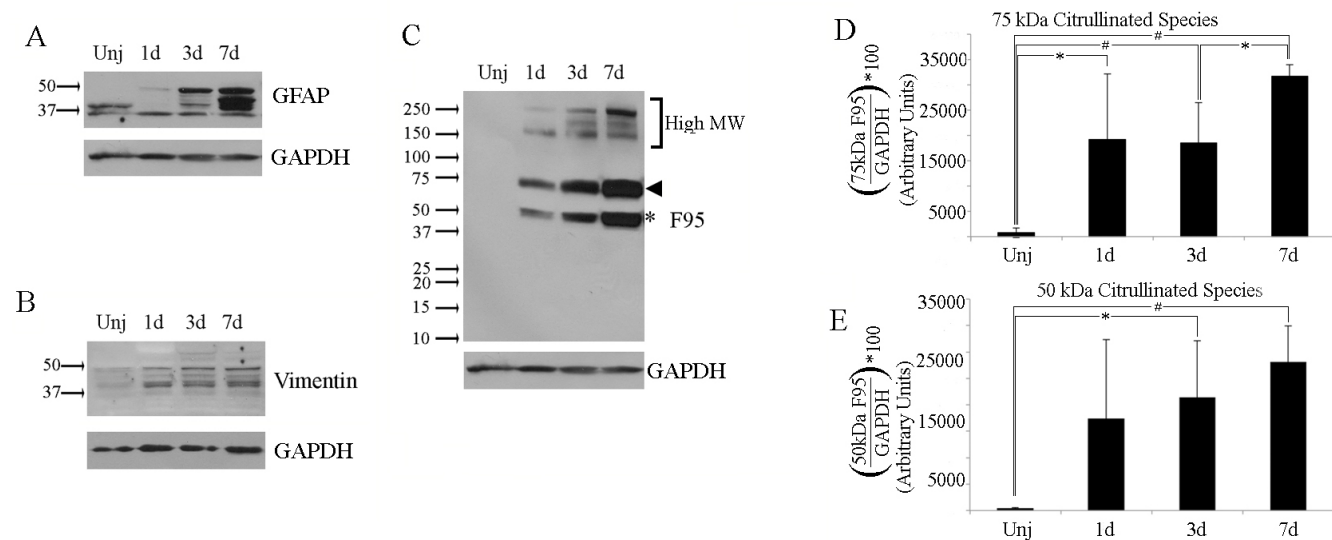 A
Unj 1d 3d 7d
50
37
GFAP
GAPDH
B
Unj 1d 3d 7d
50
37
Vimentin
GAPDH
C
Unj 1d 3d 7d
250
150
100
75
50
37
25
20
15
10
High MW
* F95
GAPDH
D
75 kDa Citrullinated Species
#
# *
*
(75kDa F95 / GAPDH) *100
(Arbitrary Units)
35000
25000
15000
5000
Unj 1d 3d 7d
E
50 kDa Citrullinated Species
#
*
(50kDa F95 / GAPDH) *100
(Arbitrary Units)
35000
25000
15000
5000
Unj 1d 3d 7d